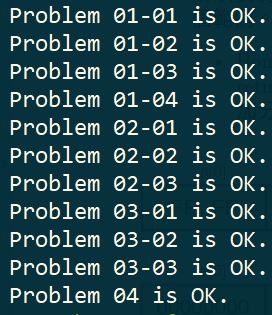 Problem 01-01 is OK.
Problem 01-02 is OK.
Problem 01-03 is OK.
Problem 01-04 is OK.
Problem 02-01 is OK.
Problem 02-02 is OK.
Problem 02-03 is OK.
Problem 03-01 is OK.
Problem 03-02 is OK.
Problem 03-03 is OK.
Problem 04 is OK.